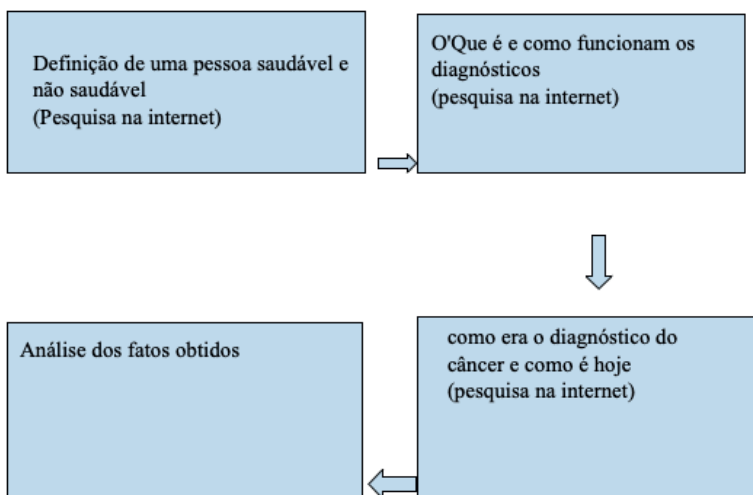 Definição de uma pessoa saudável e
não saudável
(Pesquisa na internet)
O'Que é e como funcionam os
diagnósticos
(pesquisa na internet)
como era o diagnóstico do
câncer e como é hoje
(pesquisa na internet)
Análise dos fatos obtidos